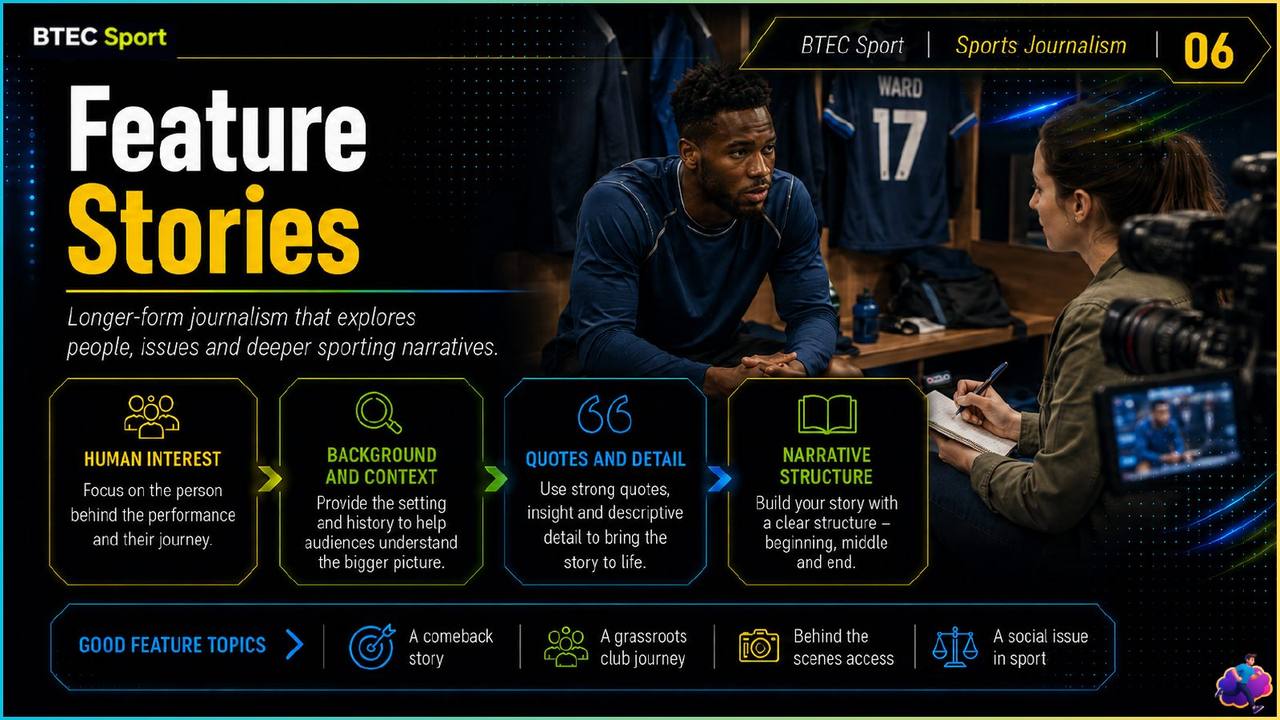 BTEC Sport
BTEC Sport | Sports Journalism | 06
Feature
Stories
Longer-form journalism that explores
people, issues and deeper sporting narratives.
WARD
17
HUMAN INTEREST
Focus on the person
behind the performance
and their journey.
BACKGROUND
AND CONTEXT
Provide the setting
and history to help
audiences understand
the bigger picture.
QUOTES AND DETAIL
Use strong quotes,
insight and descriptive
detail to bring the
story to life.
NARRATIVE
STRUCTURE
Build your story with
a clear structure –
beginning, middle
and end.
GOOD FEATURE TOPICS
A comeback
story
A grassroots
club journey
Behind the
scenes access
A social issue
in sport